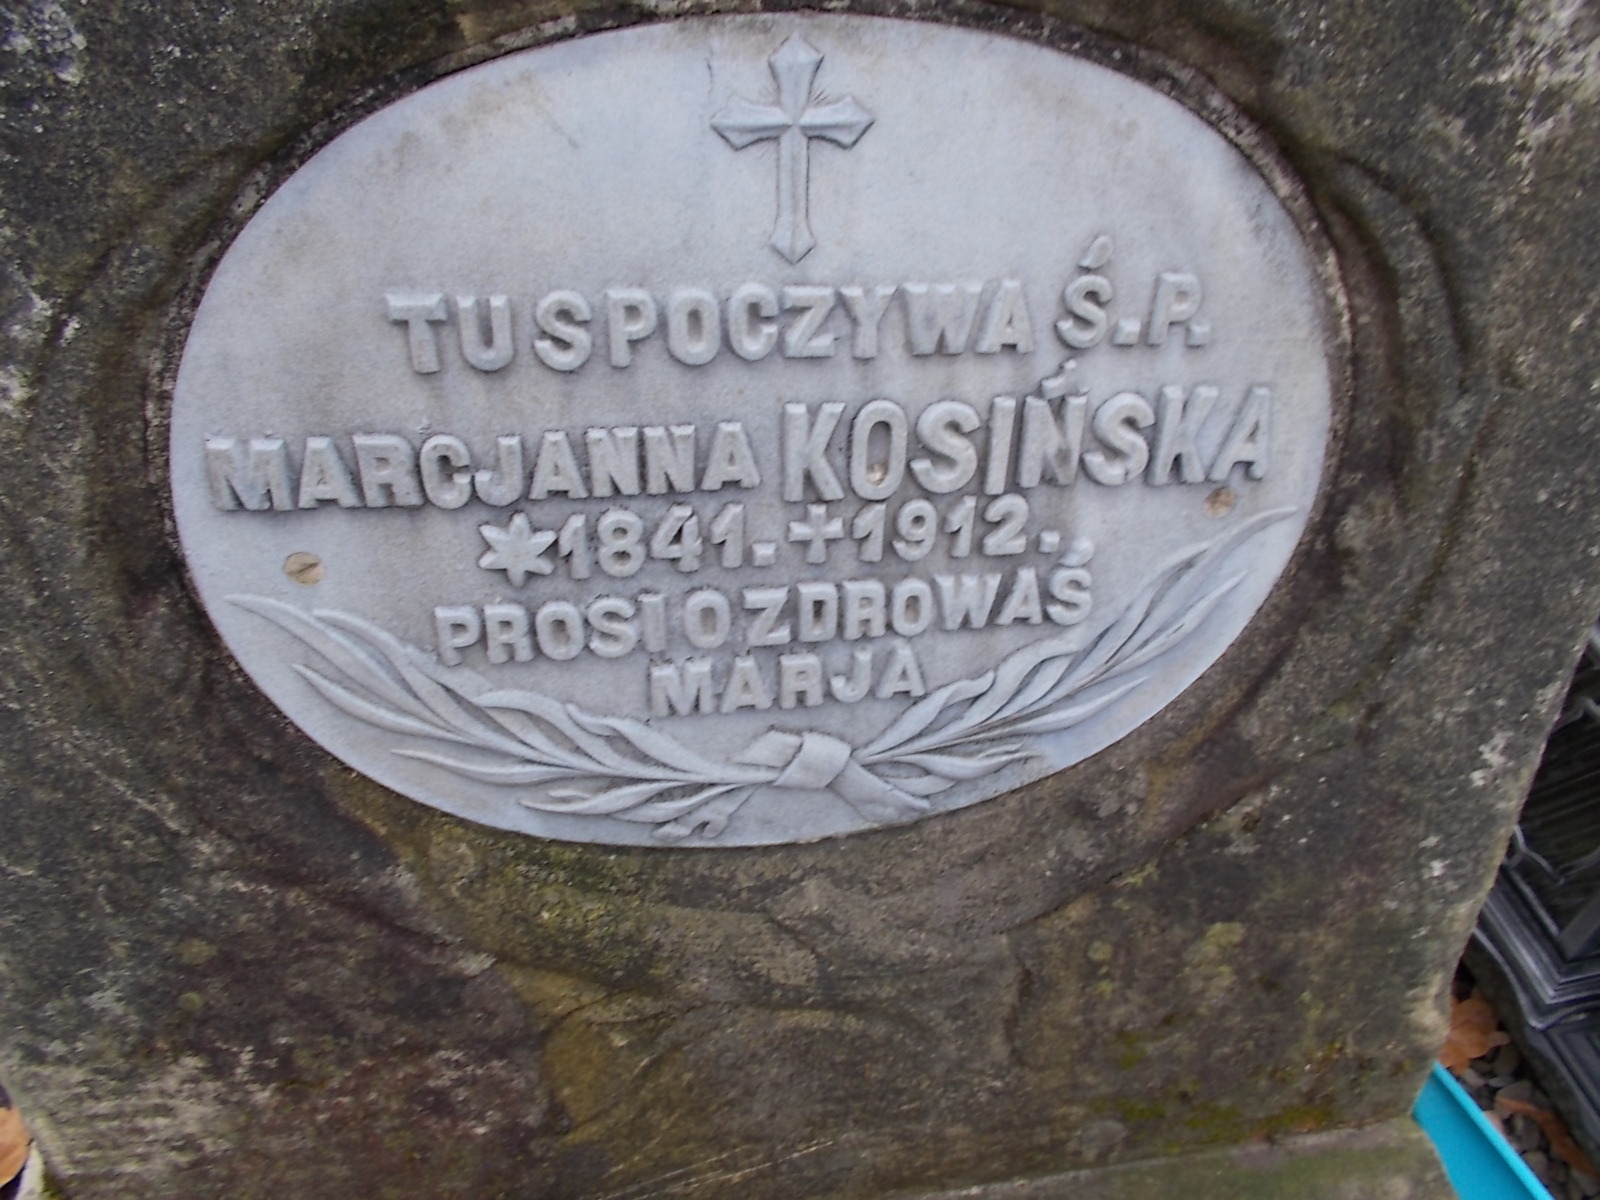 TU SPOCZYWA Ś.P.
MARCJANNA KOSIŃSKA
*1841.+1912.
PROSI O ZDROWAŚ
MARJA